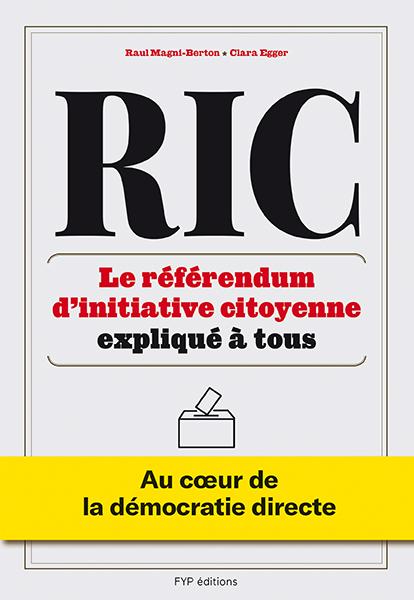 Raul Magni-Berton ★ Clara Egger
RIC
Le référendum
d'initiative citoyenne
expliqué à tous
Au cœur de
la démocratie directe
FYP éditions